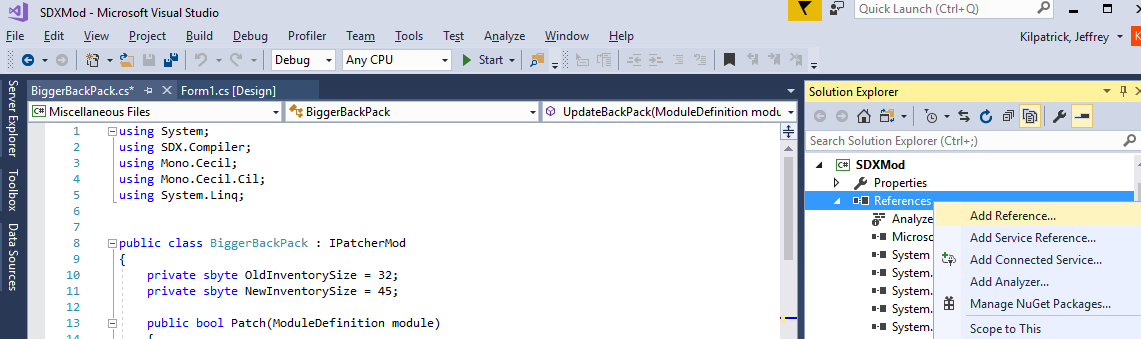 SDXMod - Microsoft Visual Studio
Quick Launch (Ctrl+Q)
File Edit View Project Build Debug Profiler Team Tools Test Analyze Window Help
Kilpatrick, Jeffrey
Debug Any CPU Start
Server Explorer
Toolbox
Data Sources
BiggerBackPack.cs* Form1.cs [Design]
C# Miscellaneous Files BiggerBackPack UpdateBackPack(ModuleDefinition modu
1 using System;
2 using SDX.Compiler;
3 using Mono.Cecil;
4 using Mono.Cecil.Cil;
5 using System.Linq;
6
7
8 public class BiggerBackPack : IPatcherMod
9 {
10 private sbyte OldInventorySize = 32;
11 private sbyte NewInventorySize = 45;
12
13 public bool Patch(ModuleDefinition module)
14 {
Solution Explorer
Search Solution Explorer (Ctrl+;)
C# SDXMod
Properties
References
Analyze
Microso
System
System.
System.
System.
System.
Add Reference...
Add Service Reference...
Add Connected Service...
Add Analyzer...
Manage NuGet Packages...
Scope to This